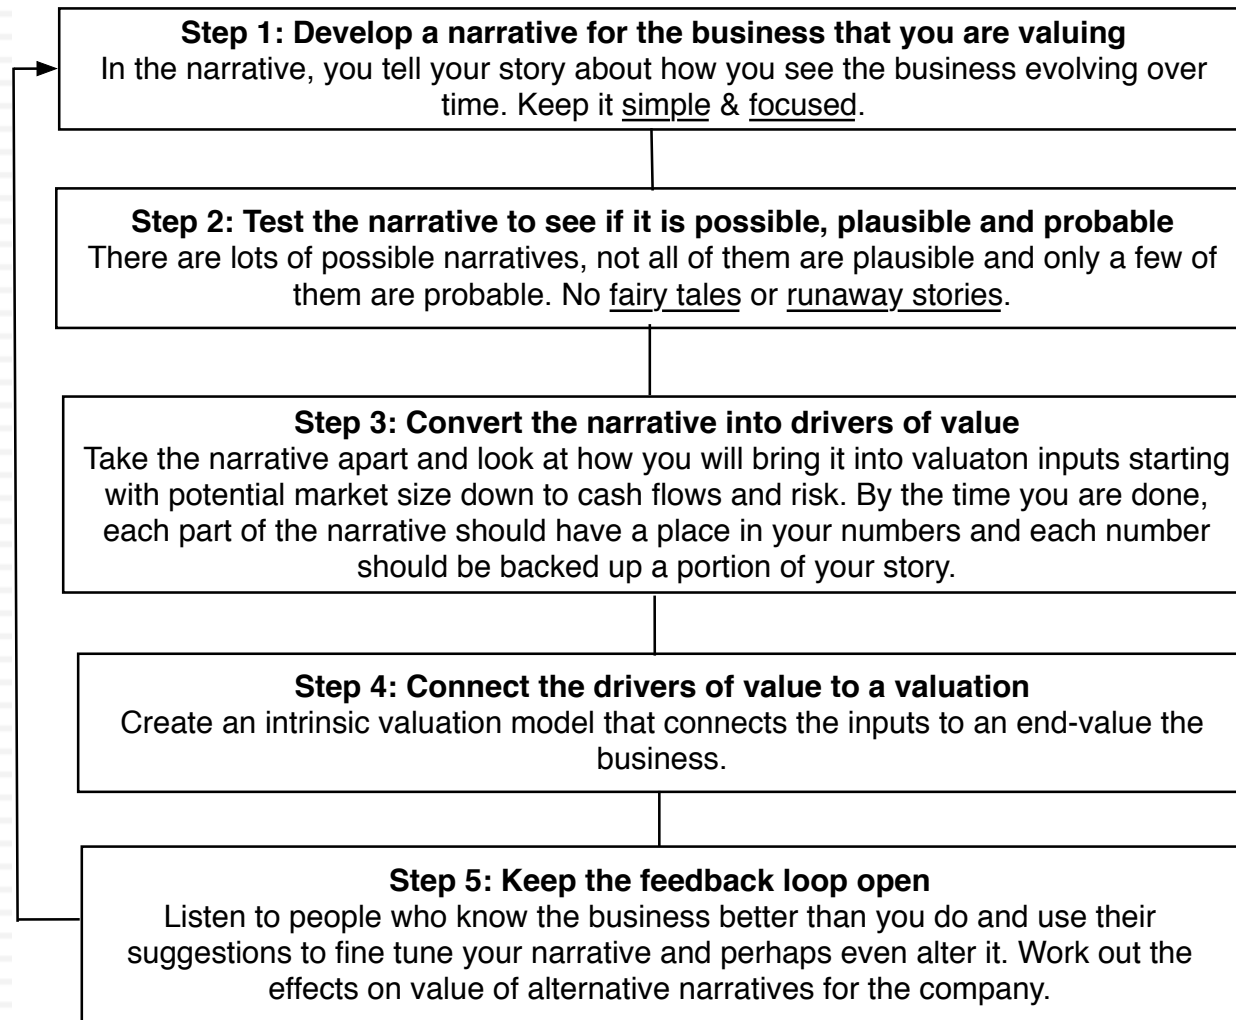 Step 1: Develop a narrative for the business that you are valuing
In the narrative, you tell your story about how you see the business evolving over
time. Keep it simple & focused.
Step 2: Test the narrative to see if it is possible, plausible and probable
There are lots of possible narratives, not all of them are plausible and only a few of
them are probable. No fairy tales or runaway stories.
Step 3: Convert the narrative into drivers of value
Take the narrative apart and look at how you will bring it into valuaton inputs starting
with potential market size down to cash flows and risk. By the time you are done,
each part of the narrative should have a place in your numbers and each number
should be backed up a portion of your story.
Step 4: Connect the drivers of value to a valuation
Create an intrinsic valuation model that connects the inputs to an end-value the
business.
Step 5: Keep the feedback loop open
Listen to people who know the business better than you do and use their
suggestions to fine tune your narrative and perhaps even alter it. Work out the
effects on value of alternative narratives for the company.